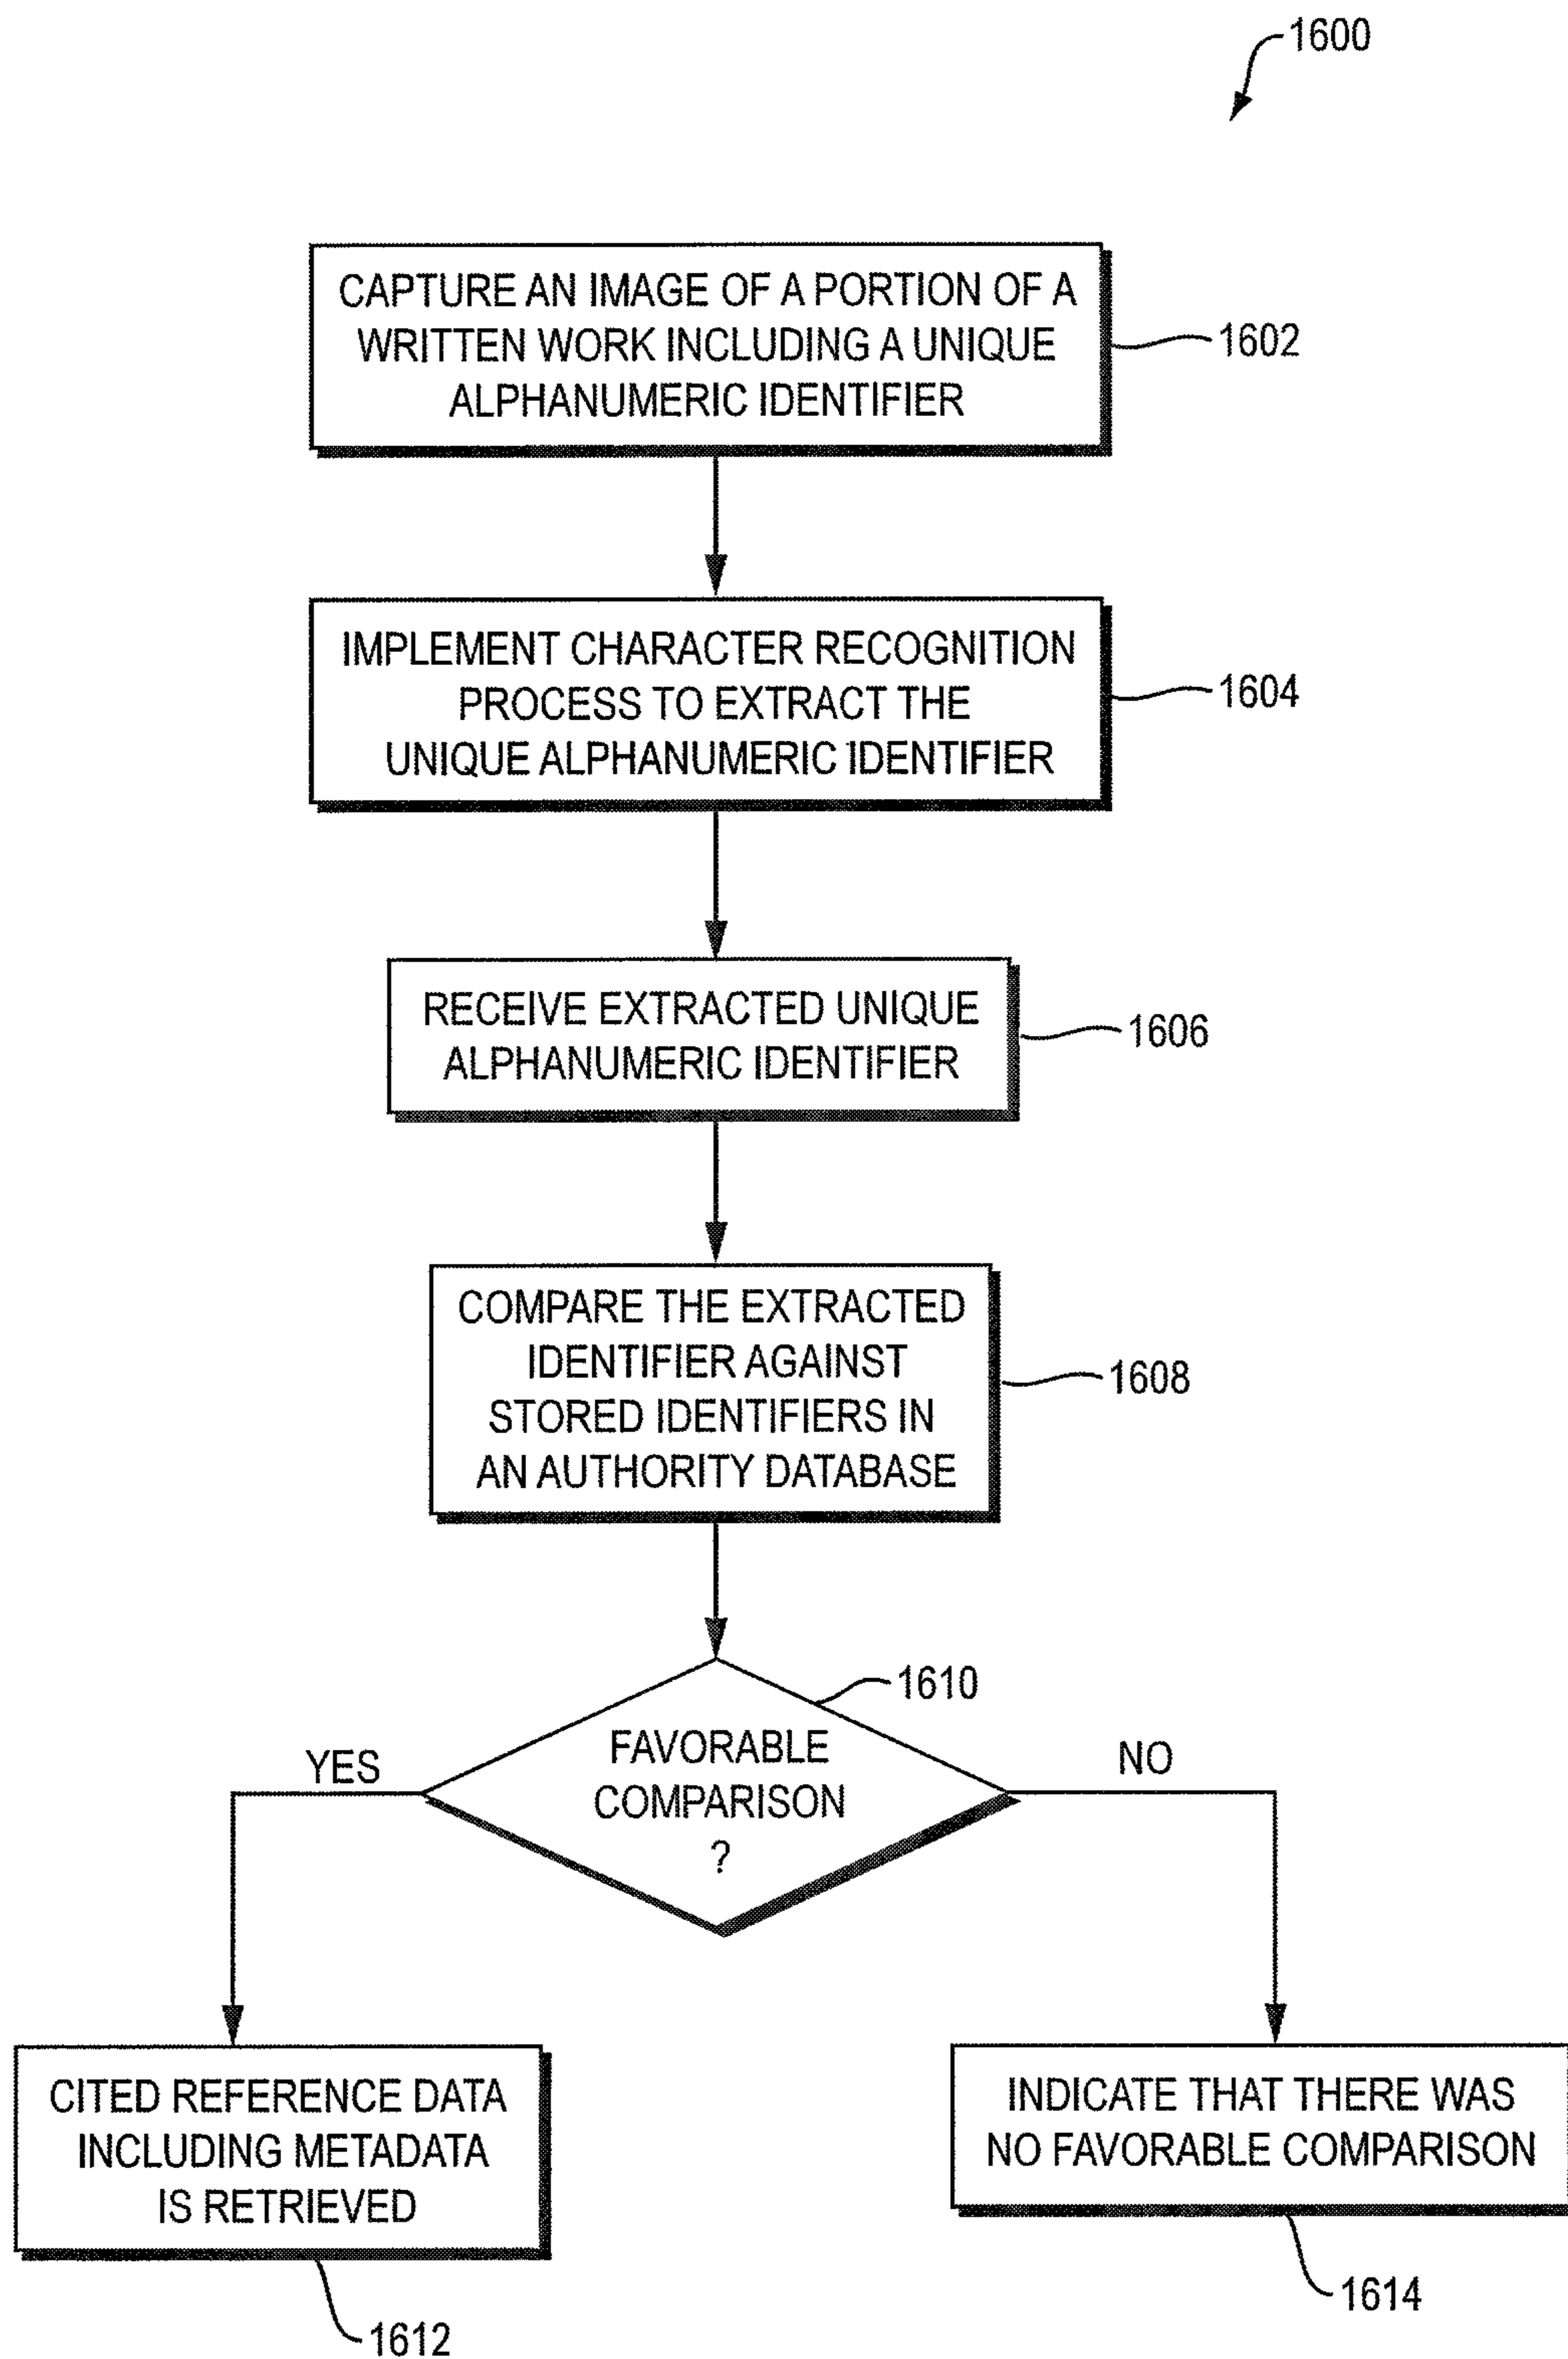 1600
CAPTURE AN IMAGE OF A PORTION OF A
WRITTEN WORK INCLUDING A UNIQUE
ALPHANUMERIC IDENTIFIER
1602
IMPLEMENT CHARACTER RECOGNITION
PROCESS TO EXTRACT THE
UNIQUE ALPHANUMERIC IDENTIFIER
1604
RECEIVE EXTRACTED UNIQUE
ALPHANUMERIC IDENTIFIER
1606
COMPARE THE EXTRACTED
IDENTIFIER AGAINST
STORED IDENTIFIERS IN
AN AUTHORITY DATABASE
1608
1610
FAVORABLE
COMPARISON
?
YES
NO
CITED REFERENCE DATA
INCLUDING METADATA
IS RETRIEVED
1612
INDICATE THAT THERE WAS
NO FAVORABLE COMPARISON
1614